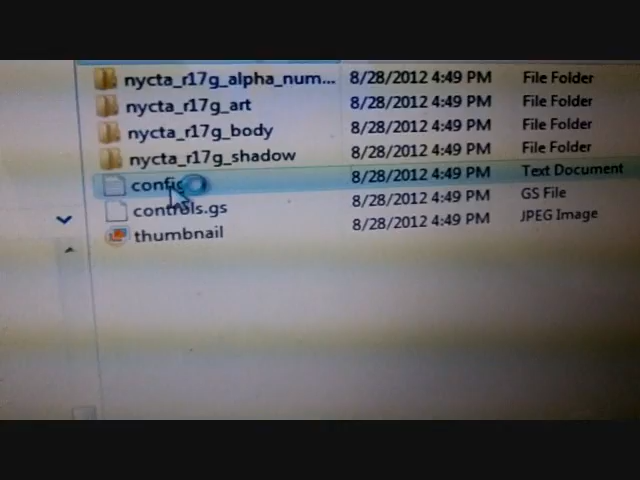 nycta_r17g_alpha_num... 8/28/2012 4:49 PM File Folder
nycta_r17g_art 8/28/2012 4:49 PM File Folder
nycta_r17g_body 8/28/2012 4:49 PM File Folder
nycta_r17g_shadow 8/28/2012 4:49 PM File Folder
config 8/28/2012 4:49 PM Text Document
controls.gs 8/28/2012 4:49 PM GS File
thumbnail 8/28/2012 4:49 PM JPEG Image